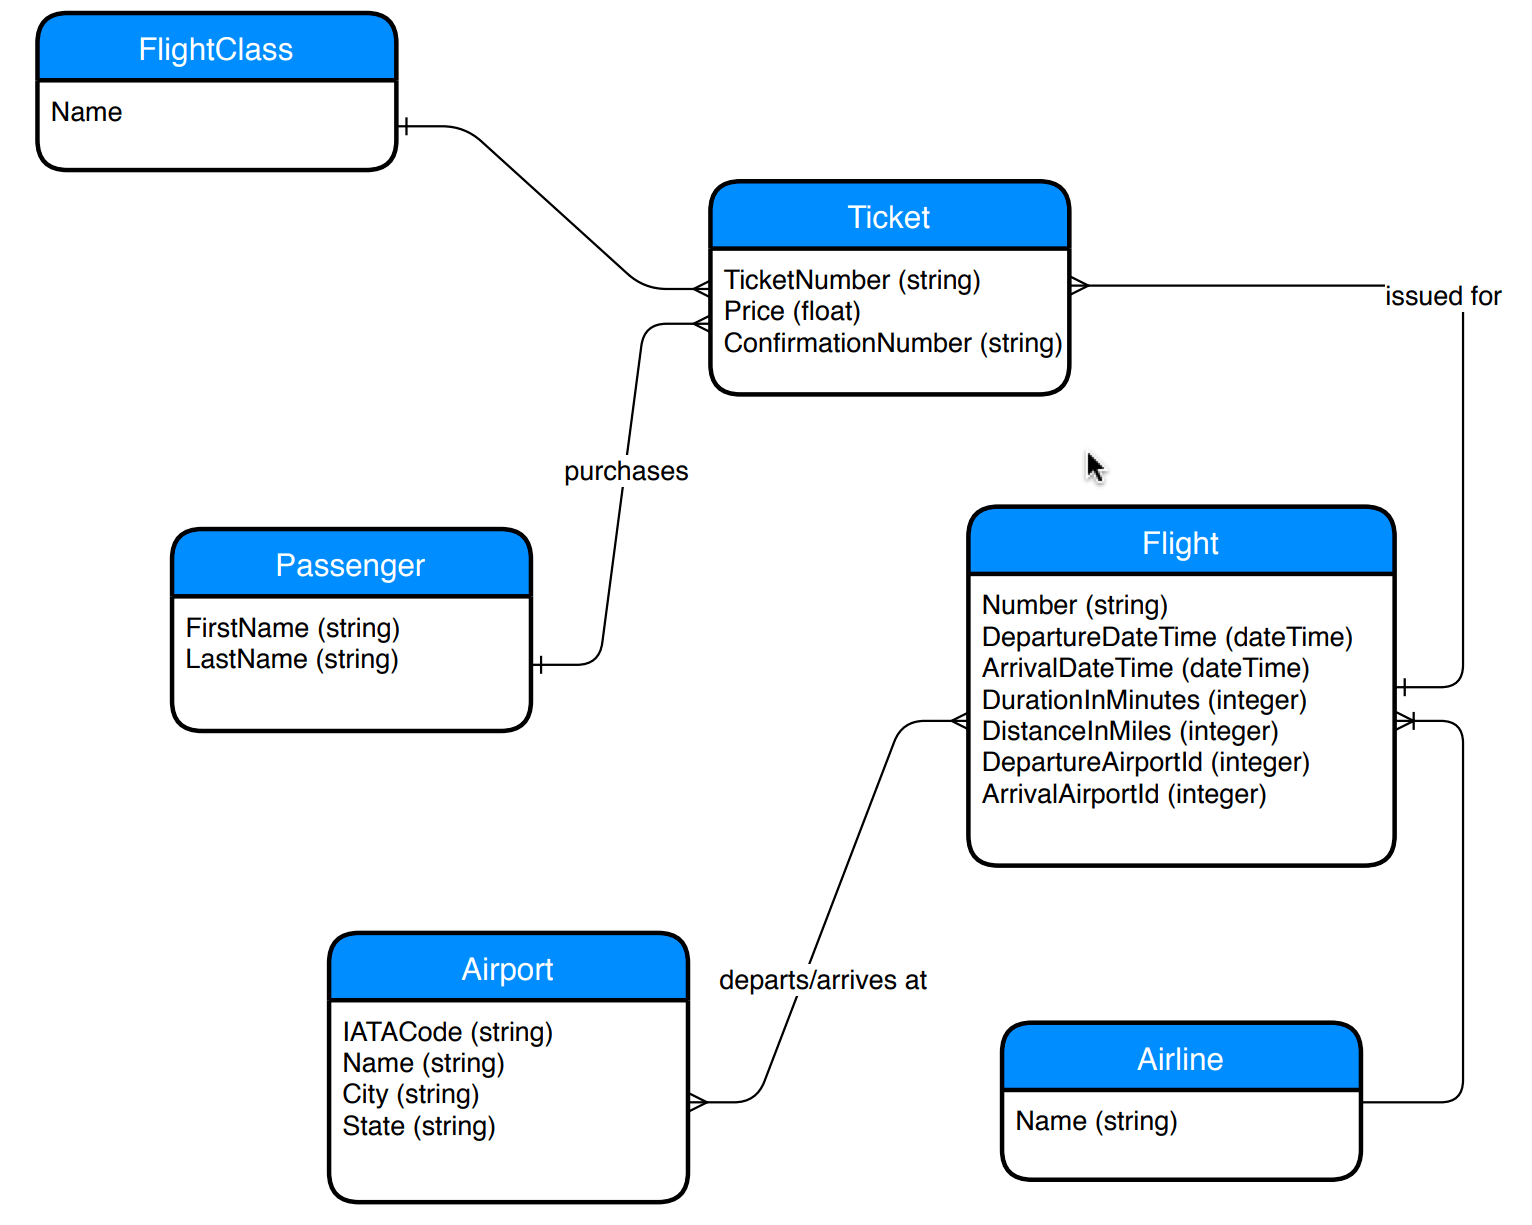 FlightClass
Name
Ticket
TicketNumber (string)
Price (float)
ConfirmationNumber (string)
issued for
purchases
Passenger
FirstName (string)
LastName (string)
Flight
Number (string)
DepartureDateTime (dateTime)
ArrivalDateTime (dateTime)
DurationInMinutes (integer)
DistanceInMiles (integer)
DepartureAirportId (integer)
ArrivalAirportId (integer)
departs/arrives at
Airport
IATACode (string)
Name (string)
City (string)
State (string)
Airline
Name (string)